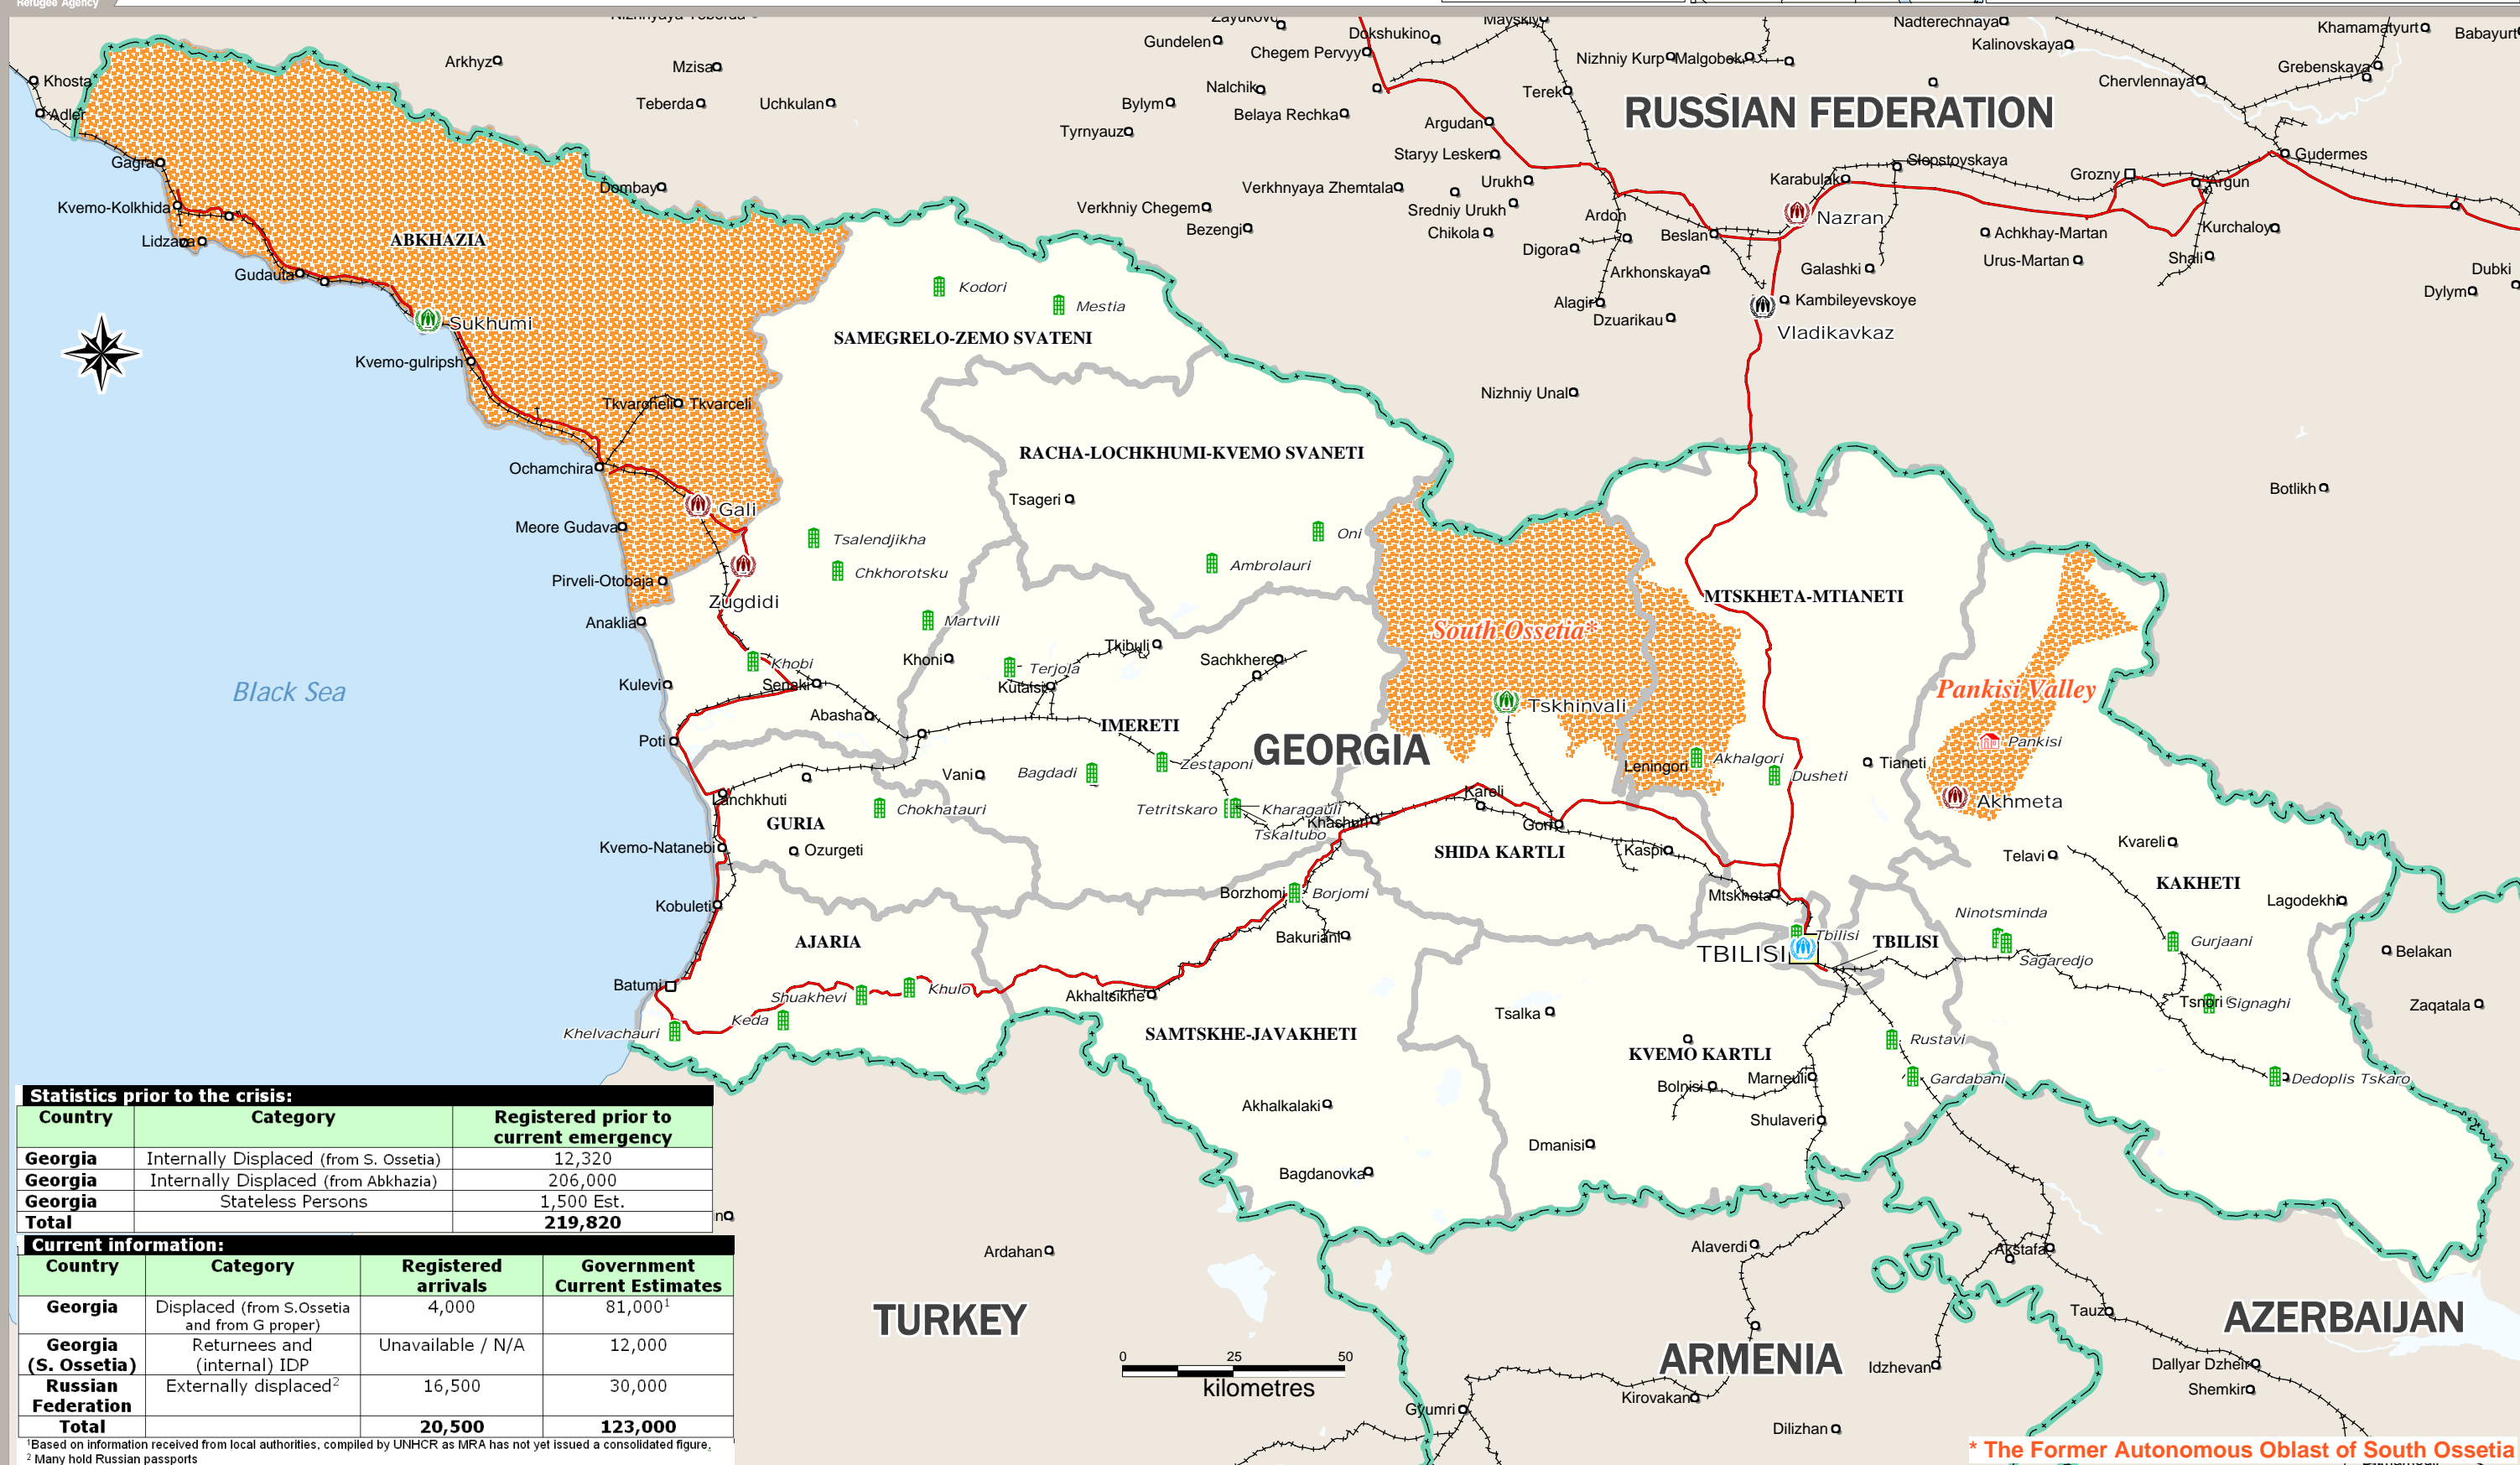 Refugee Agency
Nizhnyaya Teberda
Zayukovo
Mayskiy
Dokshukino
Gundelen
Chegem Pervyy
Nadterechnaya
Kalinovskaya
Khamamatyurt
Babayurt
Khosta
Arkhyz
Mzisa
Nizhniy Kurp
Malgobek
Grebenskaya
Chervlennaya
Adler
Teberda
Uchkulan
Bylym
Nalchik
Belaya Rechka
Terek
RUSSIAN FEDERATION
Tyrnyauz
Argudan
Staryy Lesken
Gagra
Dombay
Verkhnyaya Zhemtala
Urukh
Karabulak
Slepstovskaya
Grozny
Argun
Gudermes
Kvemo-Kolkhida
Verkhniy Chegem
Sredniy Urukh
Ardon
Nazran
Lidzava
ABKHAZIA
Bezengi
Chikola
Digora
Beslan
Achkhay-Martan
Kurchaloy
Gudauta
Arkhonskaya
Galashki
Urus-Martan
Shali
Dubki
Kodori
Mestia
Alagir
Kambileyevskoye
Dylym
Sukhumi
Dzuarikau
Vladikavkaz
SAMEGRELO-ZEMO SVATENI
Kvemo-gulripsh
Nizhniy Unal
Tkvaroneli
Tkvarceli
RACHA-LOCHKHUMI-KVEMO SVANETI
Ochamchira
Tsageri
Botlikh
Gali
Meore Gudava
Tsalendjikha
Oni
Chkhorotsku
Ambrolauri
Pirveli-Otobaja
Zugdidi
MTSKHETA-MTIANETI
Anaklia
Martvili
South Ossetia*
Khobi
Khoni
Terjola
Tkibuli
Sachkhere
Black Sea
Kulevi
Senaki
Kutaisi
Pankisi Valley
Abasha
IMERETI
Tskhinvali
Poti
GEORGIA
Pankisi
Vani
Bagdadi
Zestaponi
Leningori
Akhalgori
Dusheti
Tianeti
Lanchkhuti
Chokhatauri
Tetritskaro
Kharagauli
Kareli
Akhmeta
GURIA
Tskaltubo
Khashuri
Gori
Kvemo-Natanebi
Ozurgeti
SHIDA KARTLI
Kaspi
Telavi
Kvareli
Borzhomi
Borjomi
Mtskheta
KAKHETI
Kobuleti
Lagodekhi
AJARIA
Bakuriani
Ninotsminda
TBILISI
Tbilisi
TBILISI
Sagaredjo
Gurjaani
Belakan
Batumi
Shuakhevi
Khulo
Akhaltsikhe
Tsnori
Signaghi
Zaqatala
Khelvachauri
Keda
SAMTSKHE-JAVAKHETI
Tsalka
Rustavi
KVEMO KARTLI
Bolnisi
Marneuli
Gardabani
Dedoplis Tskaro
Akhalkalaki
Shulaveri
Dmanisi
Bagdanovka
Statistics prior to the crisis:
Country Category Registered prior to
current emergency
Georgia Internally Displaced (from S. Ossetia) 12,320
Georgia Internally Displaced (from Abkhazia) 206,000
Georgia Stateless Persons 1,500 Est.
Total 219,820
Current information:
Country Category Registered Government
arrivals Current Estimates
Georgia Displaced (from S.Ossetia 4,000 81,000¹
and from G proper)
Georgia Returnees and Unavailable / N/A 12,000
(S. Ossetia) (internal) IDP
Russian Externally displaced² 16,500 30,000
Federation
Total 20,500 123,000
¹Based on information received from local authorities, compiled by UNHCR as MRA has not yet issued a consolidated figure.
² Many hold Russian passports
Ardahan
Alaverdi
Akstafa
TURKEY
Tauz
AZERBAIJAN
ARMENIA
0 25 50
kilometres
Idzhevan
Dallyar Dzheir
Shemkir
Kirovakan
Gyumri
Dilizhan
* The Former Autonomous Oblast of South Ossetia